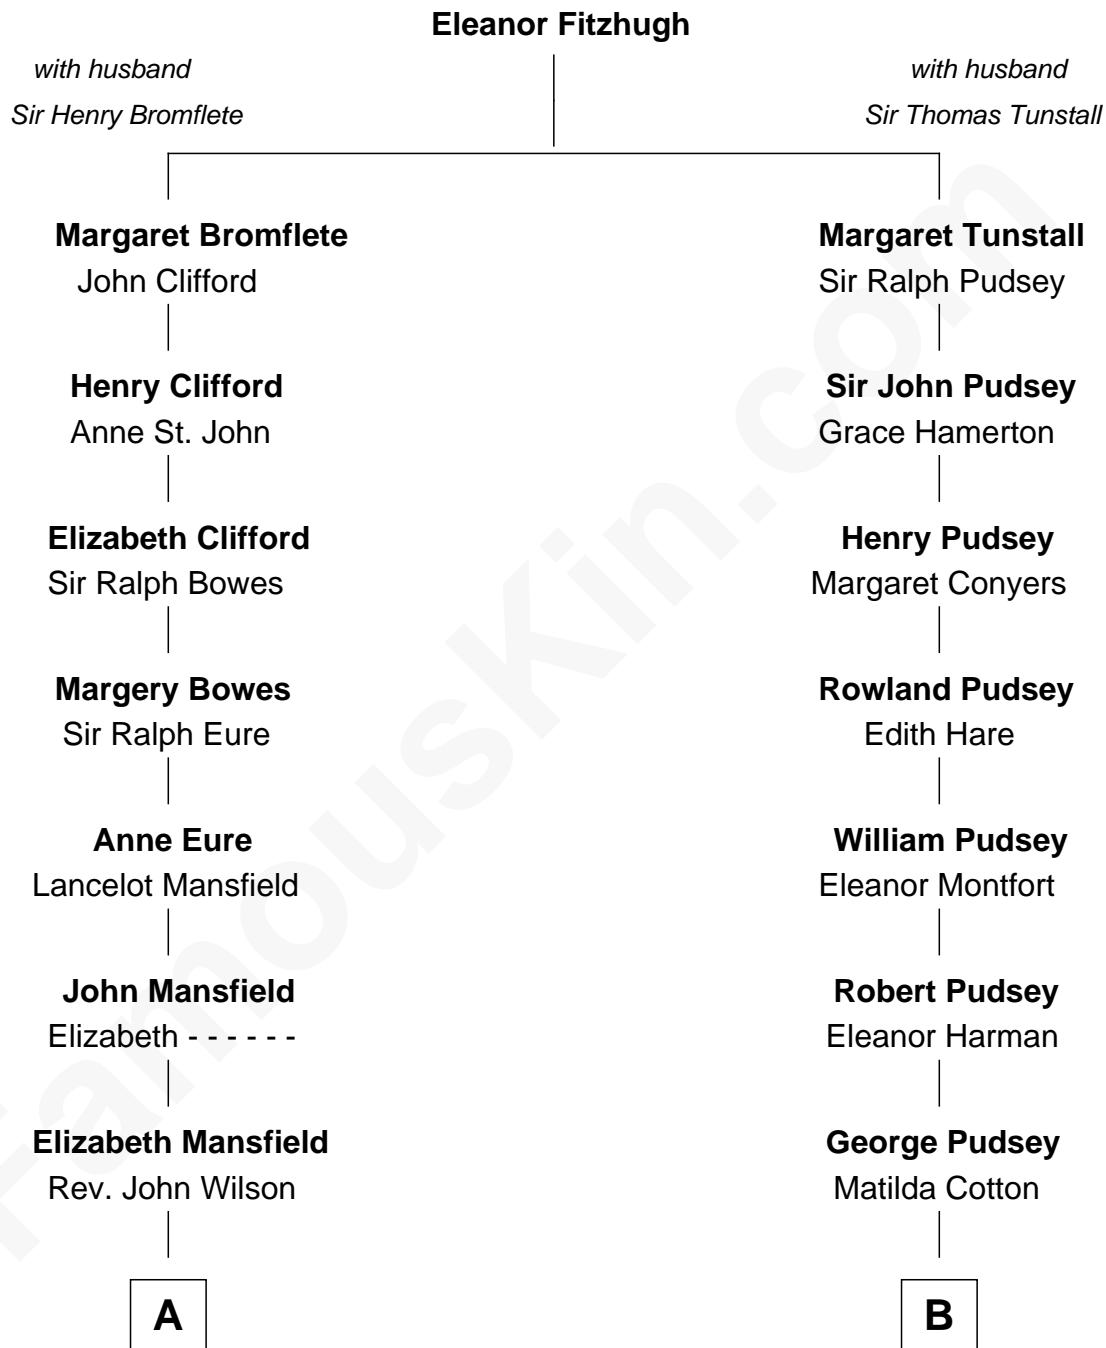 Eleanor Fitzhugh
with husband
Sir Henry Bromflete
with husband
Sir Thomas Tunstall
Margaret Bromflete
John Clifford
Margaret Tunstall
Sir Ralph Pudsey
Henry Clifford
Anne St. John
Sir John Pudsey
Grace Hamerton
Elizabeth Clifford
Sir Ralph Bowes
Henry Pudsey
Margaret Conyers
Margery Bowes
Sir Ralph Eure
Rowland Pudsey
Edith Hare
Anne Eure
Lancelot Mansfield
William Pudsey
Eleanor Montfort
John Mansfield
Elizabeth - - - - - -
Robert Pudsey
Eleanor Harman
Elizabeth Mansfield
Rev. John Wilson
George Pudsey
Matilda Cotton
A
B
FamousKin.com